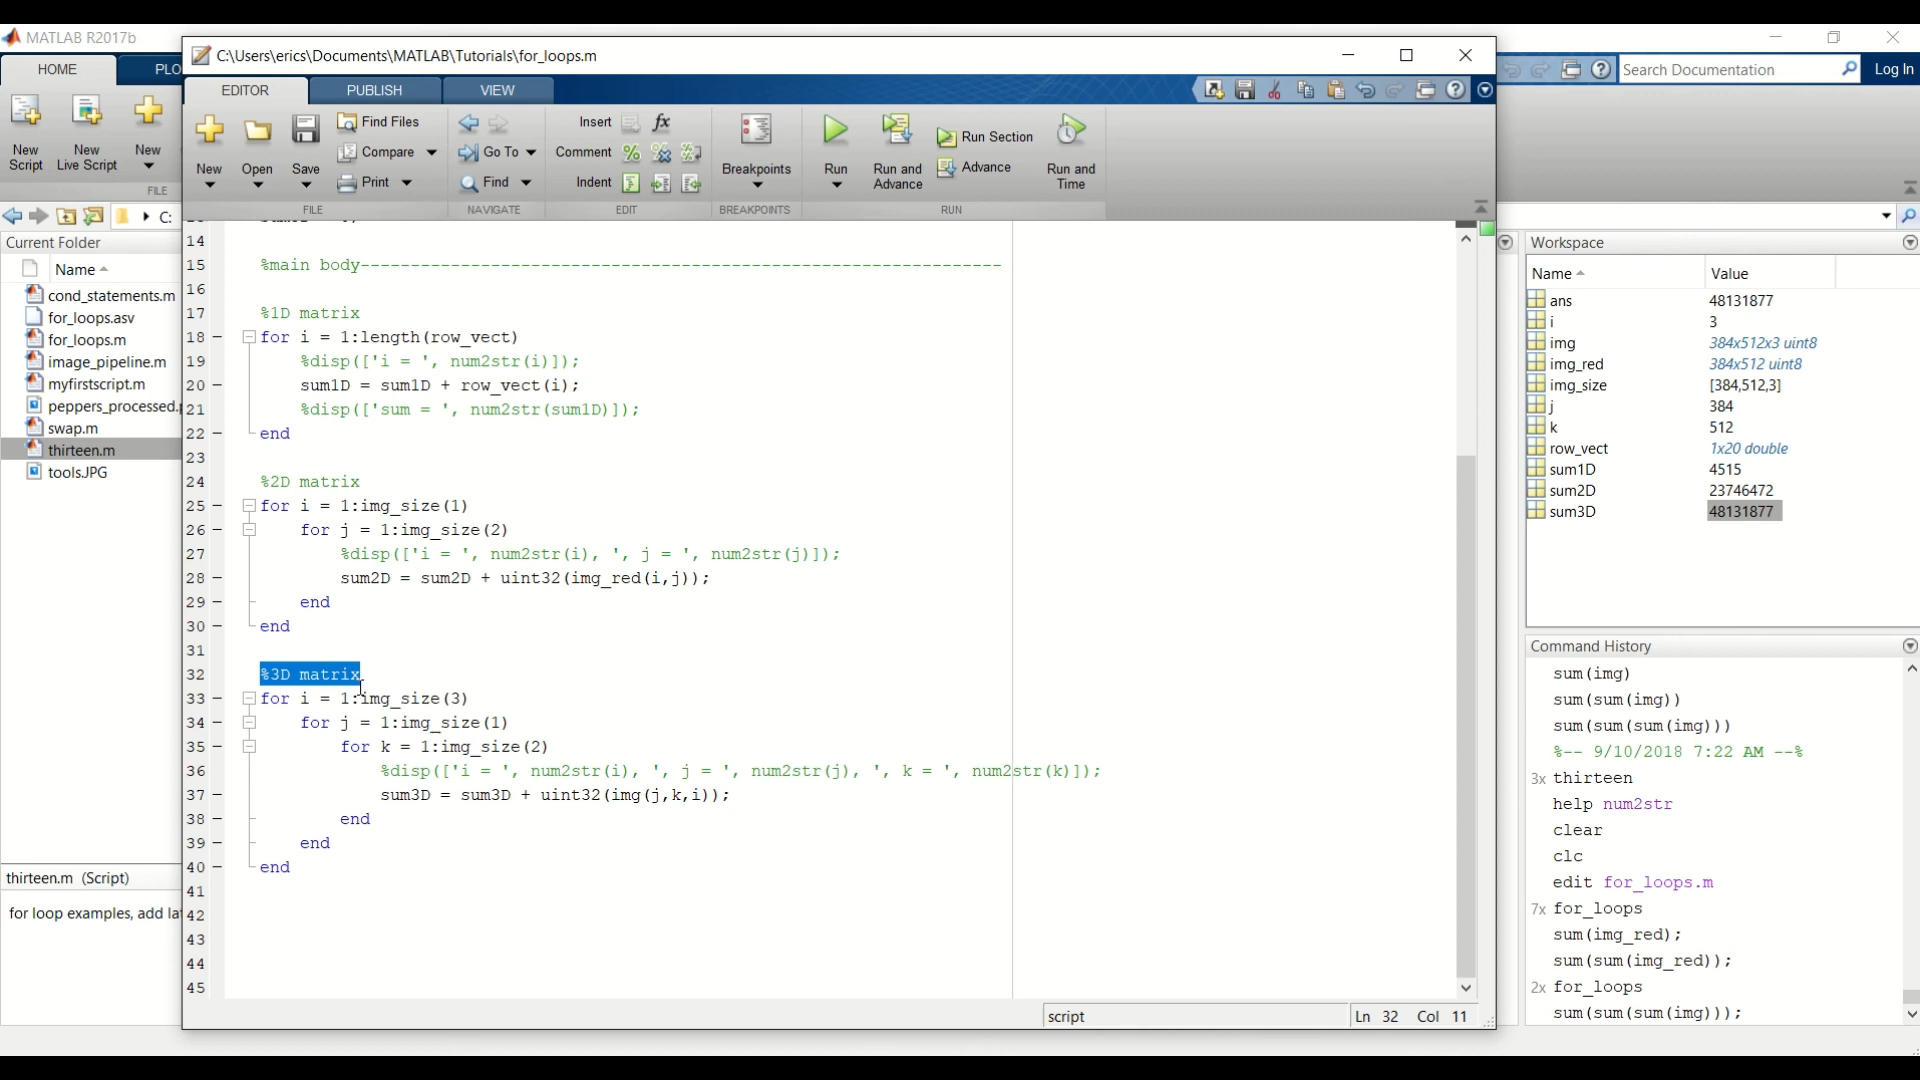 MATLAB R2017b
C:\Users\erics\Documents\MATLAB\Tutorials\for_loops.m
HOME
PLO
EDITOR
PUBLISH
VIEW
Search Documentation
Log In
New Script
New Live Script
New
FILE
New
Open
Save
Find Files
Compare
Print
FILE
Go To
Find
NAVIGATE
Insert
fx
Comment
Indent
EDIT
Breakpoints
BREAKPOINTS
Run
Run and Advance
Run Section
Advance
Run and Time
RUN
C:
Current Folder
Name
cond_statements.m
for_loops.asv
for_loops.m
image_pipeline.m
myfirstscript.m
peppers_processed.
swap.m
thirteen.m
tools.JPG
thirteen.m (Script)
for loop examples, add la
14
15 %main body----------------------------------------------------------------
16
17 %1D matrix
18 – for i = 1:length(row_vect)
19 %disp(['i = ', num2str(i)]);
20 – sum1D = sum1D + row_vect(i);
21 %disp(['sum = ', num2str(sum1D)]);
22 – end
23
24 %2D matrix
25 – for i = 1:img_size(1)
26 – for j = 1:img_size(2)
27 %disp(['i = ', num2str(i), ', j = ', num2str(j)]);
28 – sum2D = sum2D + uint32(img_red(i,j));
29 – end
30 – end
31
32 %3D matrix
33 – for i = 1:img_size(3)
34 – for j = 1:img_size(1)
35 – for k = 1:img_size(2)
36 %disp(['i = ', num2str(i), ', j = ', num2str(j), ', k = ', num2str(k)]);
37 – sum3D = sum3D + uint32(img(j,k,i));
38 – end
39 – end
40 – end
41
42
43
44
45
script
Ln 32 Col 11
Workspace
Name Value
ans 48131877
i 3
img 384x512x3 uint8
img_red 384x512 uint8
img_size [384,512,3]
j 384
k 512
row_vect 1x20 double
sum1D 4515
sum2D 23746472
sum3D 48131877
Command History
sum(img)
sum(sum(img))
sum(sum(sum(img)))
%-- 9/10/2018 7:22 AM --%
3x thirteen
help num2str
clear
clc
edit for_loops.m
7x for_loops
sum(img_red);
sum(sum(img_red));
2x for_loops
sum(sum(sum(img)));